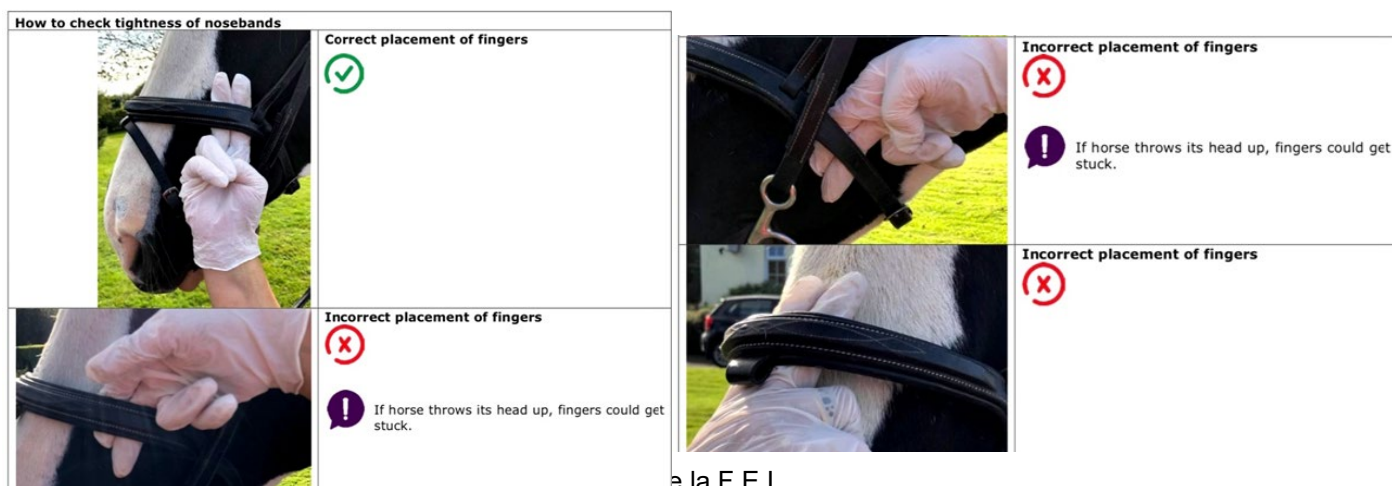 How to check tightness of nosebands
Correct placement of fingers
Incorrect placement of fingers
If horse throws its head up, fingers could get
stuck.
Incorrect placement of fingers
If horse throws its head up, fingers could get
stuck.
Incorrect placement of fingers
la F.E.I